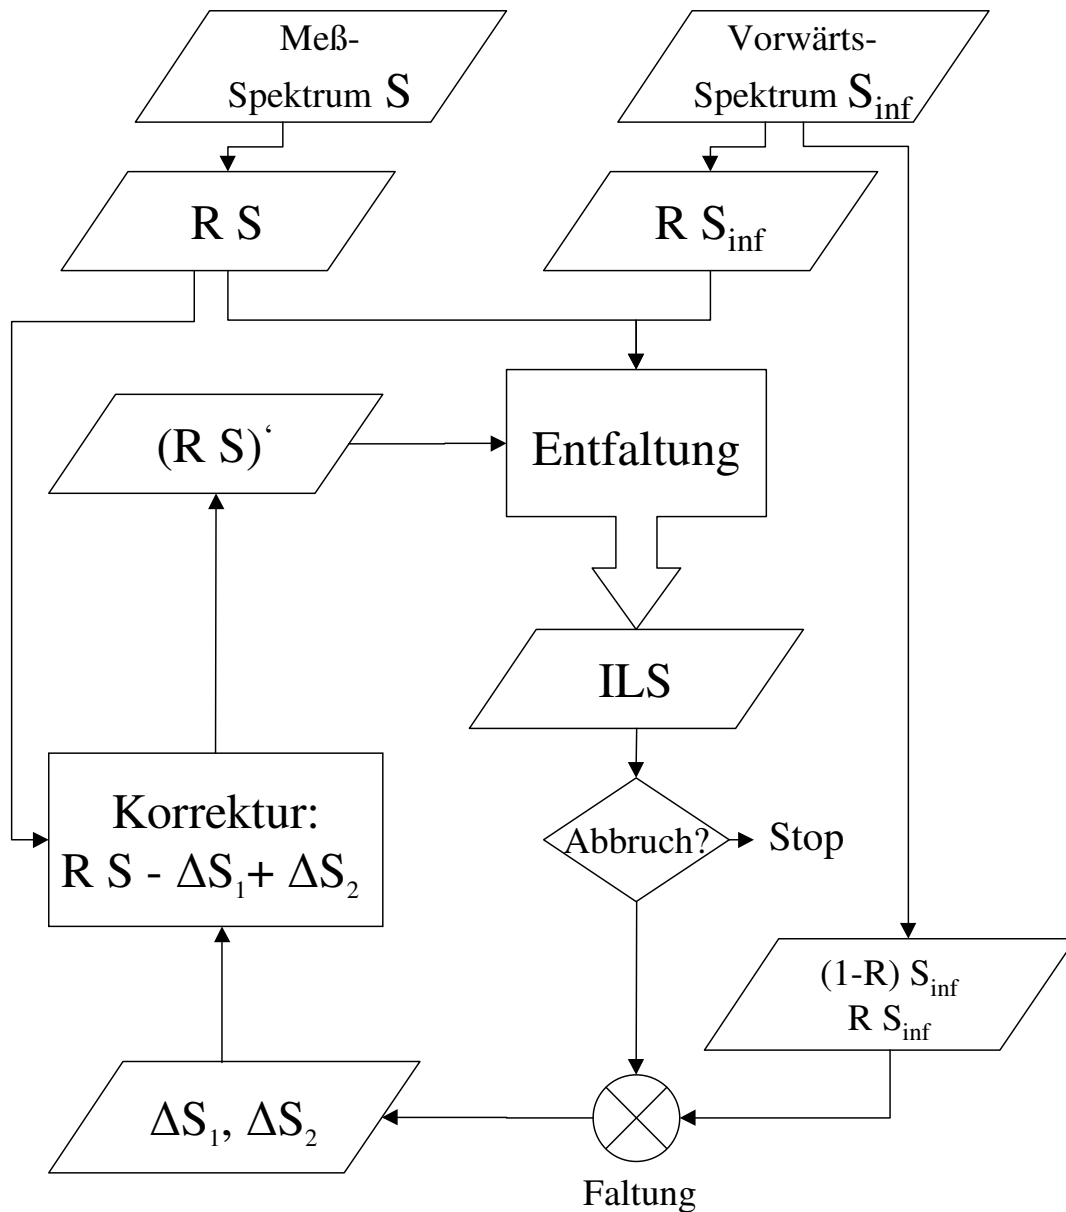 Meß-
Spektrum S
Vorwärts-
Spektrum S_inf
R S
R S_inf
(R S)‘
Entfaltung
ILS
Korrektur:
R S - ΔS₁+ ΔS₂
Abbruch?
Stop
(1-R) S_inf
R S_inf
ΔS₁, ΔS₂
Faltung